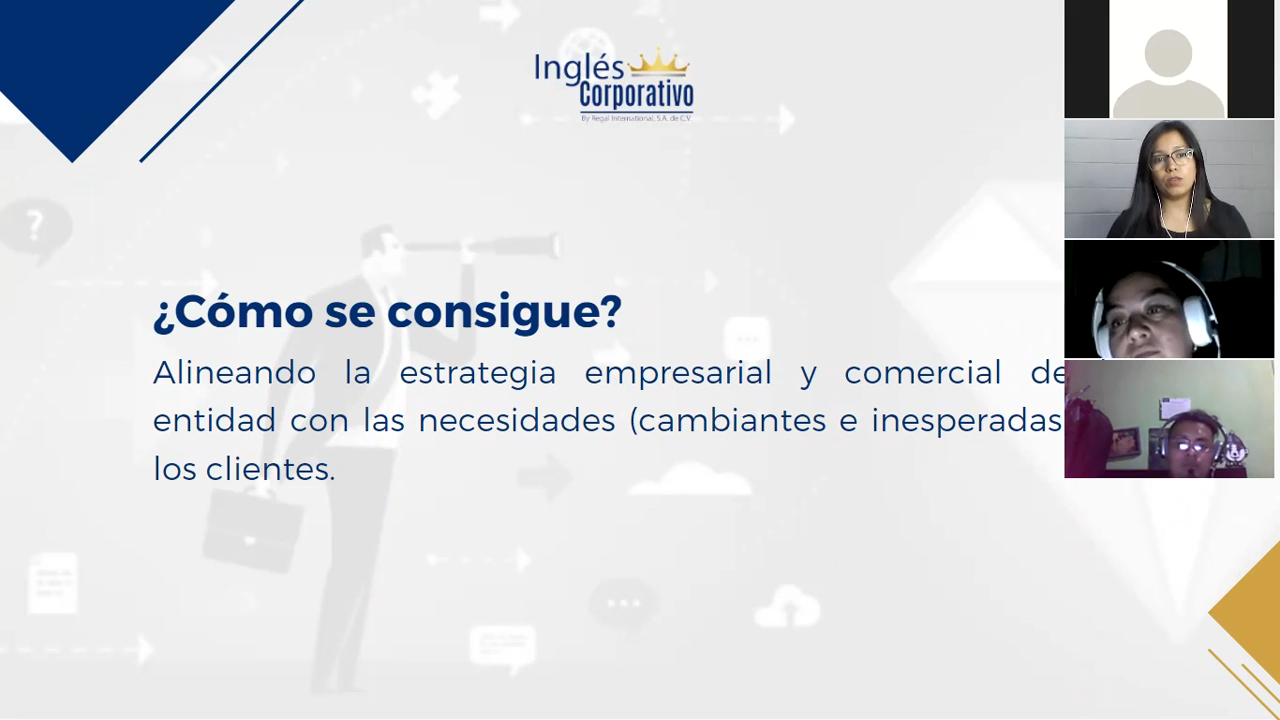 Inglés
Corporativo
By Regal International, S.A. de C.V.
?
¿Cómo se consigue?
Alineando la estrategia empresarial y comercial de
entidad con las necesidades (cambiantes e inesperadas
los clientes.